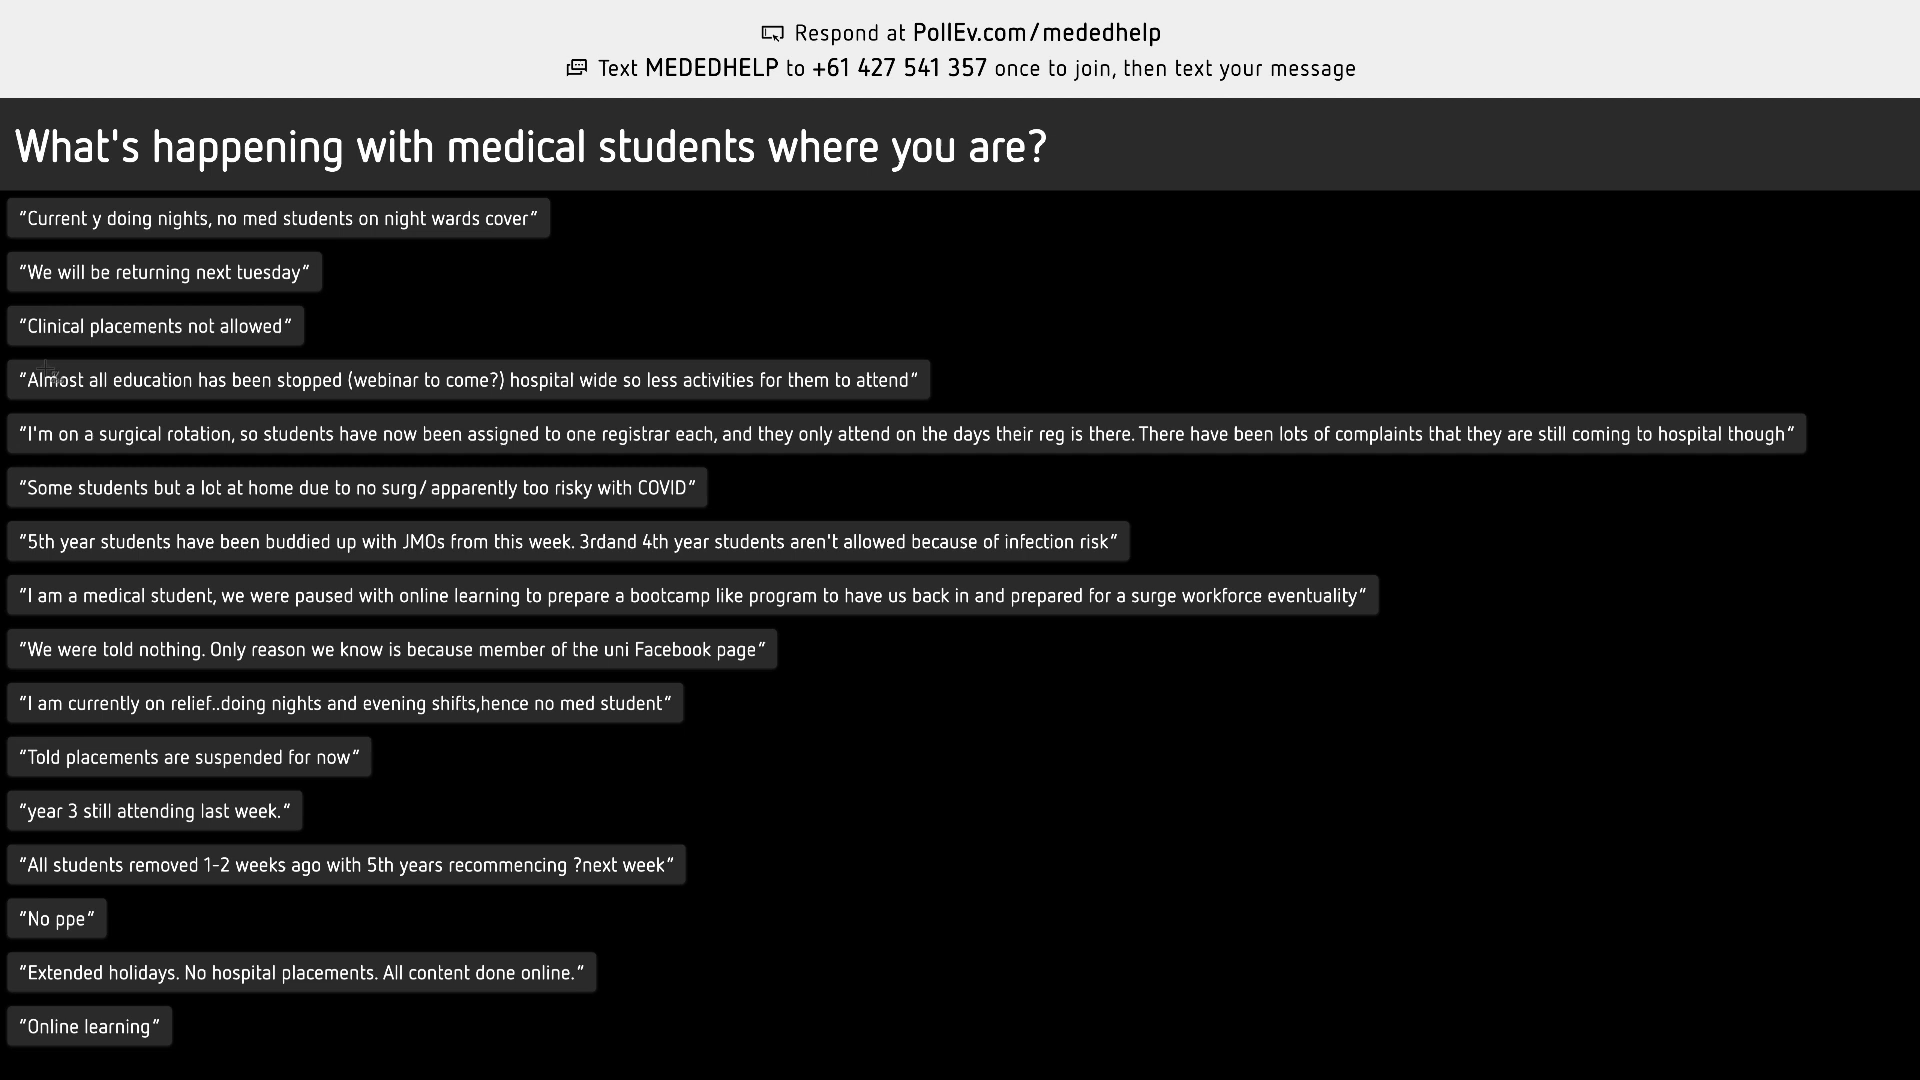 Respond at PollEv.com/mededhelp
Text MEDEDHELP to +61 427 541 357 once to join, then text your message
What's happening with medical students where you are?
"Current y doing nights, no med students on night wards cover"
"We will be returning next tuesday"
"Clinical placements not allowed"
"Almost all education has been stopped (webinar to come?) hospital wide so less activities for them to attend"
"I'm on a surgical rotation, so students have now been assigned to one registrar each, and they only attend on the days their reg is there. There have been lots of complaints that they are still coming to hospital though"
"Some students but a lot at home due to no surg/ apparently too risky with COVID"
"5th year students have been buddied up with JMOs from this week. 3rdand 4th year students aren't allowed because of infection risk"
"I am a medical student, we were paused with online learning to prepare a bootcamp like program to have us back in and prepared for a surge workforce eventuality"
"We were told nothing. Only reason we know is because member of the uni Facebook page"
"I am currently on relief..doing nights and evening shifts,hence no med student"
"Told placements are suspended for now"
"year 3 still attending last week."
"All students removed 1-2 weeks ago with 5th years recommencing ?next week"
"No ppe"
"Extended holidays. No hospital placements. All content done online."
"Online learning"